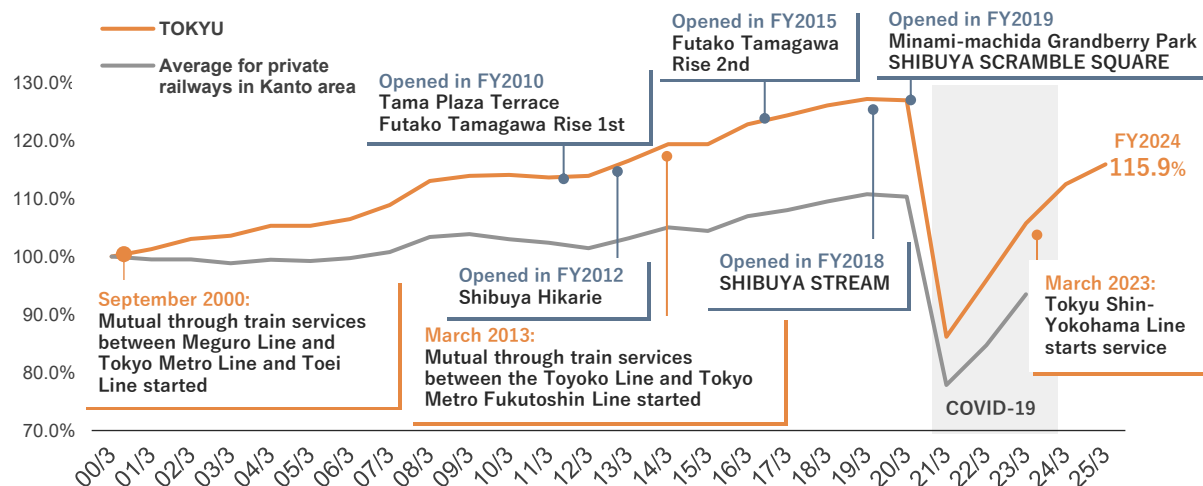 TOKYU
Average for private
railways in Kanto area
Opened in FY2010
Tama Plaza Terrace
Futako Tamagawa Rise 1st
Opened in FY2015
Futako Tamagawa
Rise 2nd
Opened in FY2019
Minami-machida Grandberry Park
SHIBUYA SCRAMBLE SQUARE
130.0%
120.0%
110.0%
100.0%
90.0%
80.0%
70.0%
FY2024
115.9%
September 2000:
Mutual through train services
between Meguro Line and
Tokyo Metro Line and Toei
Line started
Opened in FY2012
Shibuya Hikarie
March 2013:
Mutual through train services
between the Toyoko Line and Tokyo
Metro Fukutoshin Line started
Opened in FY2018
SHIBUYA STREAM
March 2023:
Tokyu Shin-
Yokohama Line
starts service
COVID-19
00/3
01/3
02/3
03/3
04/3
05/3
06/3
07/3
08/3
09/3
10/3
11/3
12/3
13/3
14/3
15/3
16/3
17/3
18/3
19/3
20/3
21/3
22/3
23/3
24/3
25/3